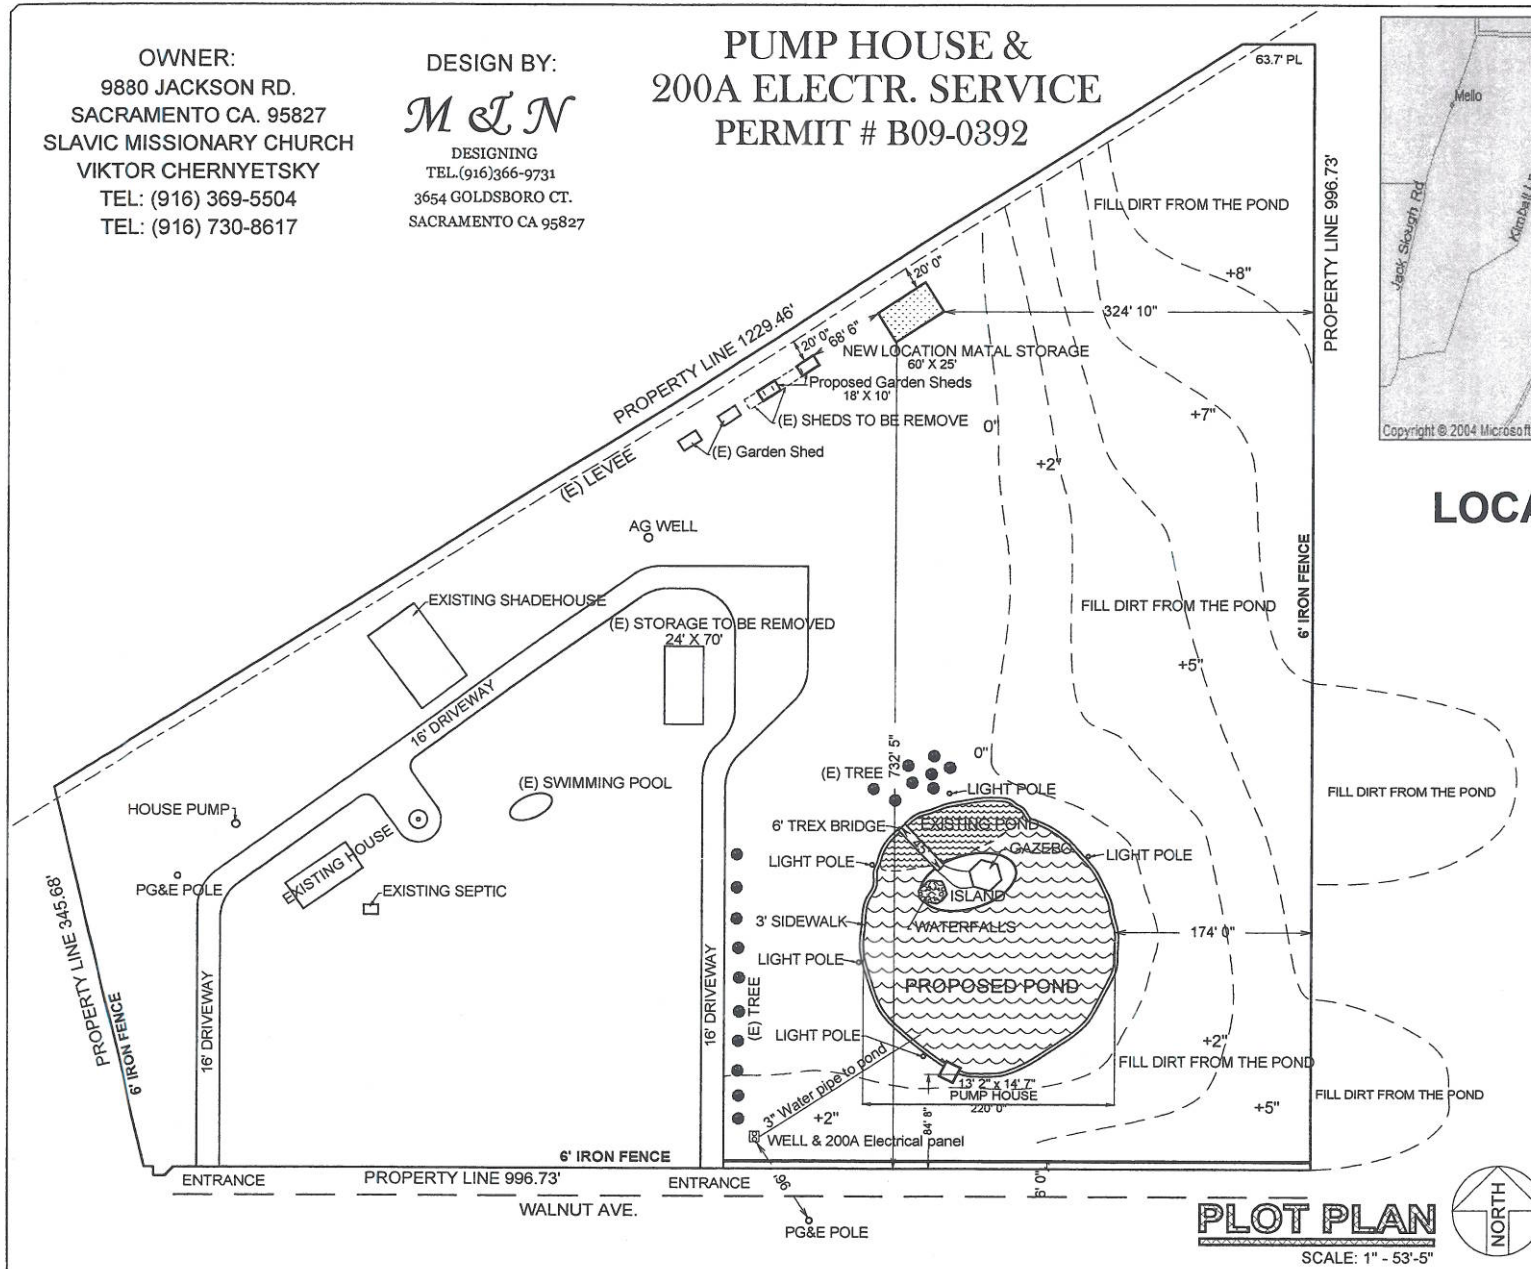 OWNER:
9880 JACKSON RD.
SACRAMENTO CA. 95827
SLAVIC MISSIONARY CHURCH
VIKTOR CHERNYETSKY
TEL: (916) 369-5504
TEL: (916) 730-8617
DESIGN BY:
M & N
DESIGNING
TEL.(916)366-9731
3654 GOLDSBORO CT.
SACRAMENTO CA 95827
PUMP HOUSE &
200A ELECTR. SERVICE
PERMIT # B09-0392
63.7' PL
Mello
Jack Slough Rd
Kimball
Copyright © 2004 Microsoft
PROPERTY LINE 996.73'
FILL DIRT FROM THE POND
+8"
20' 0"
324' 10"
PROPERTY LINE 1229.46'
20' 0"
68' 6"
NEW LOCATION MATAL STORAGE
60' X 25'
Proposed Garden Sheds
18' X 10'
(E) SHEDS TO BE REMOVE
0"
+7"
(E) Garden Shed
+2"
(E) LEVEE
AG WELL
6' IRON FENCE
EXISTING SHADEHOUSE
(E) STORAGE TO BE REMOVED
24' X 70'
FILL DIRT FROM THE POND
+5"
16' DRIVEWAY
732' 5"
0"
(E) TREE
(E) SWIMMING POOL
LIGHT POLE
FILL DIRT FROM THE POND
HOUSE PUMP
6' TREX BRIDGE
EXISTING POND
45'
GAZEBO
LIGHT POLE
LIGHT POLE
EXISTING HOUSE
PG&E POLE
EXISTING SEPTIC
ISLAND
3' SIDEWALK
WATERFALLS
174' 0"
PROPERTY LINE 345.68'
6' IRON FENCE
16' DRIVEWAY
16' DRIVEWAY
(E) TREE
LIGHT POLE
PROPOSED POND
LIGHT POLE
3" Water pipe to pond
+2"
FILL DIRT FROM THE POND
13' 2" x 14' 7"
PUMP HOUSE
220' 0"
84' 8"
+2"
+5"
FILL DIRT FROM THE POND
WELL & 200A Electrical panel
6' IRON FENCE
ENTRANCE
PROPERTY LINE 996.73'
ENTRANCE
96'
6' 0"
WALNUT AVE.
PG&E POLE
PLOT PLAN
SCALE: 1" - 53'-5"
NORTH